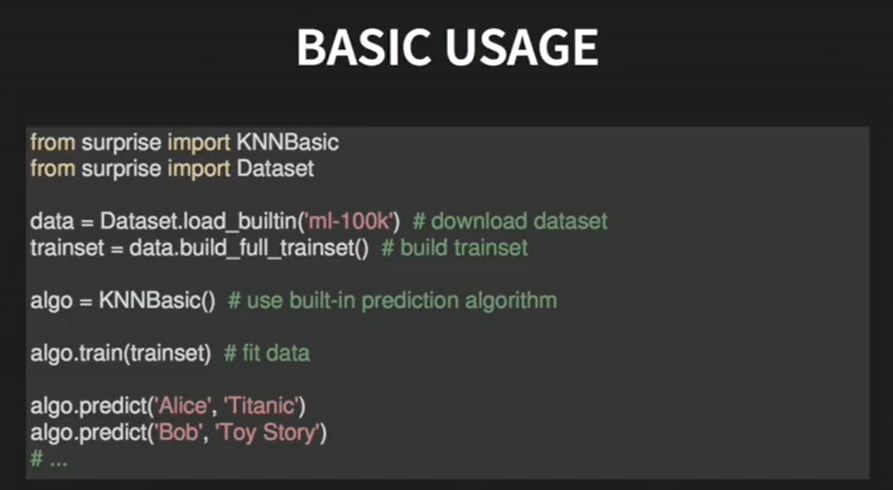 BASIC USAGE
from surprise import KNNBasic
from surprise import Dataset
data = Dataset.load_builtin('ml-100k')  # download dataset
trainset = data.build_full_trainset()  # build trainset
algo = KNNBasic()  # use built-in prediction algorithm
algo.train(trainset)  # fit data
algo.predict('Alice', 'Titanic')
algo.predict('Bob', 'Toy Story')
# ...